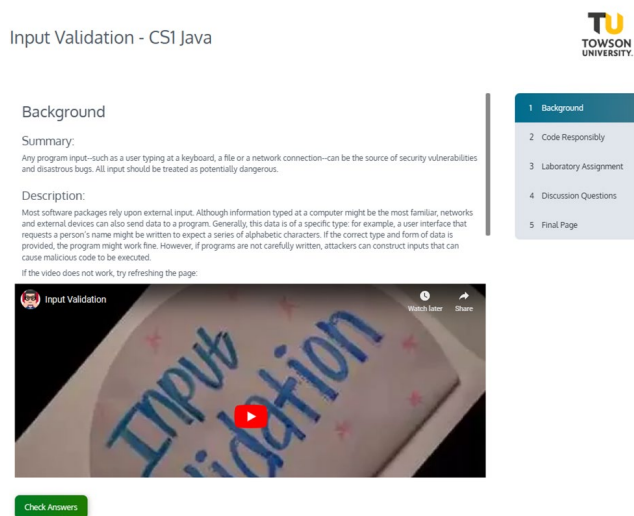 Input Validation - CS1 Java
TU
TOWSON
UNIVERSITY.
Background
Summary:
Any program input--such as a user typing at a keyboard, a file or a network connection--can be the source of security vulnerabilities
and disastrous bugs. All input should be treated as potentially dangerous.
Description:
Most software packages rely upon external input. Although information typed at a computer might be the most familiar, networks
and external devices can also send data to a program. Generally, this data is of a specific type: for example, a user interface that
requests a person's name might be written to expect a series of alphabetic characters. If the correct type and form of data is
provided, the program might work fine. However, if programs are not carefully written, attackers can construct inputs that can
cause malicious code to be executed.
If the video does not work, try refreshing the page:
Input Validation
Watch later
Share
Input
Validation
Check Answers
1 Background
2 Code Responsibly
3 Laboratory Assignment
4 Discussion Questions
5 Final Page